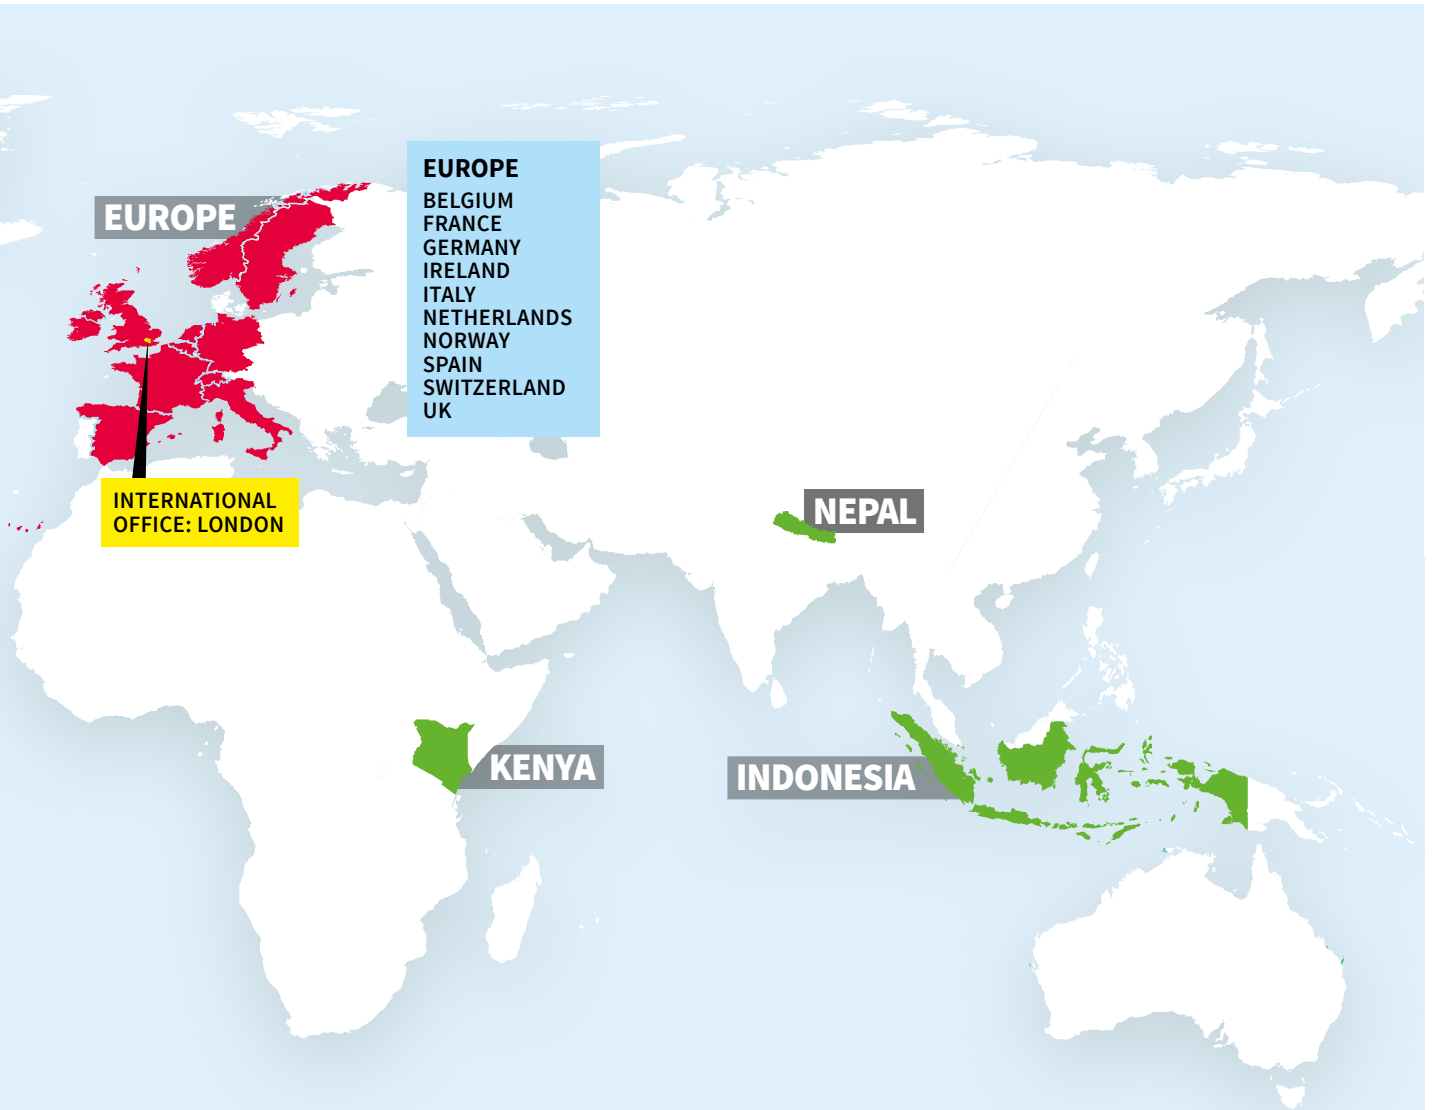 EUROPE
BELGIUM
FRANCE
GERMANY
IRELAND
ITALY
NETHERLANDS
NORWAY
SPAIN
SWITZERLAND
UK
EUROPE
INTERNATIONAL
OFFICE: LONDON
NEPAL
KENYA
INDONESIA